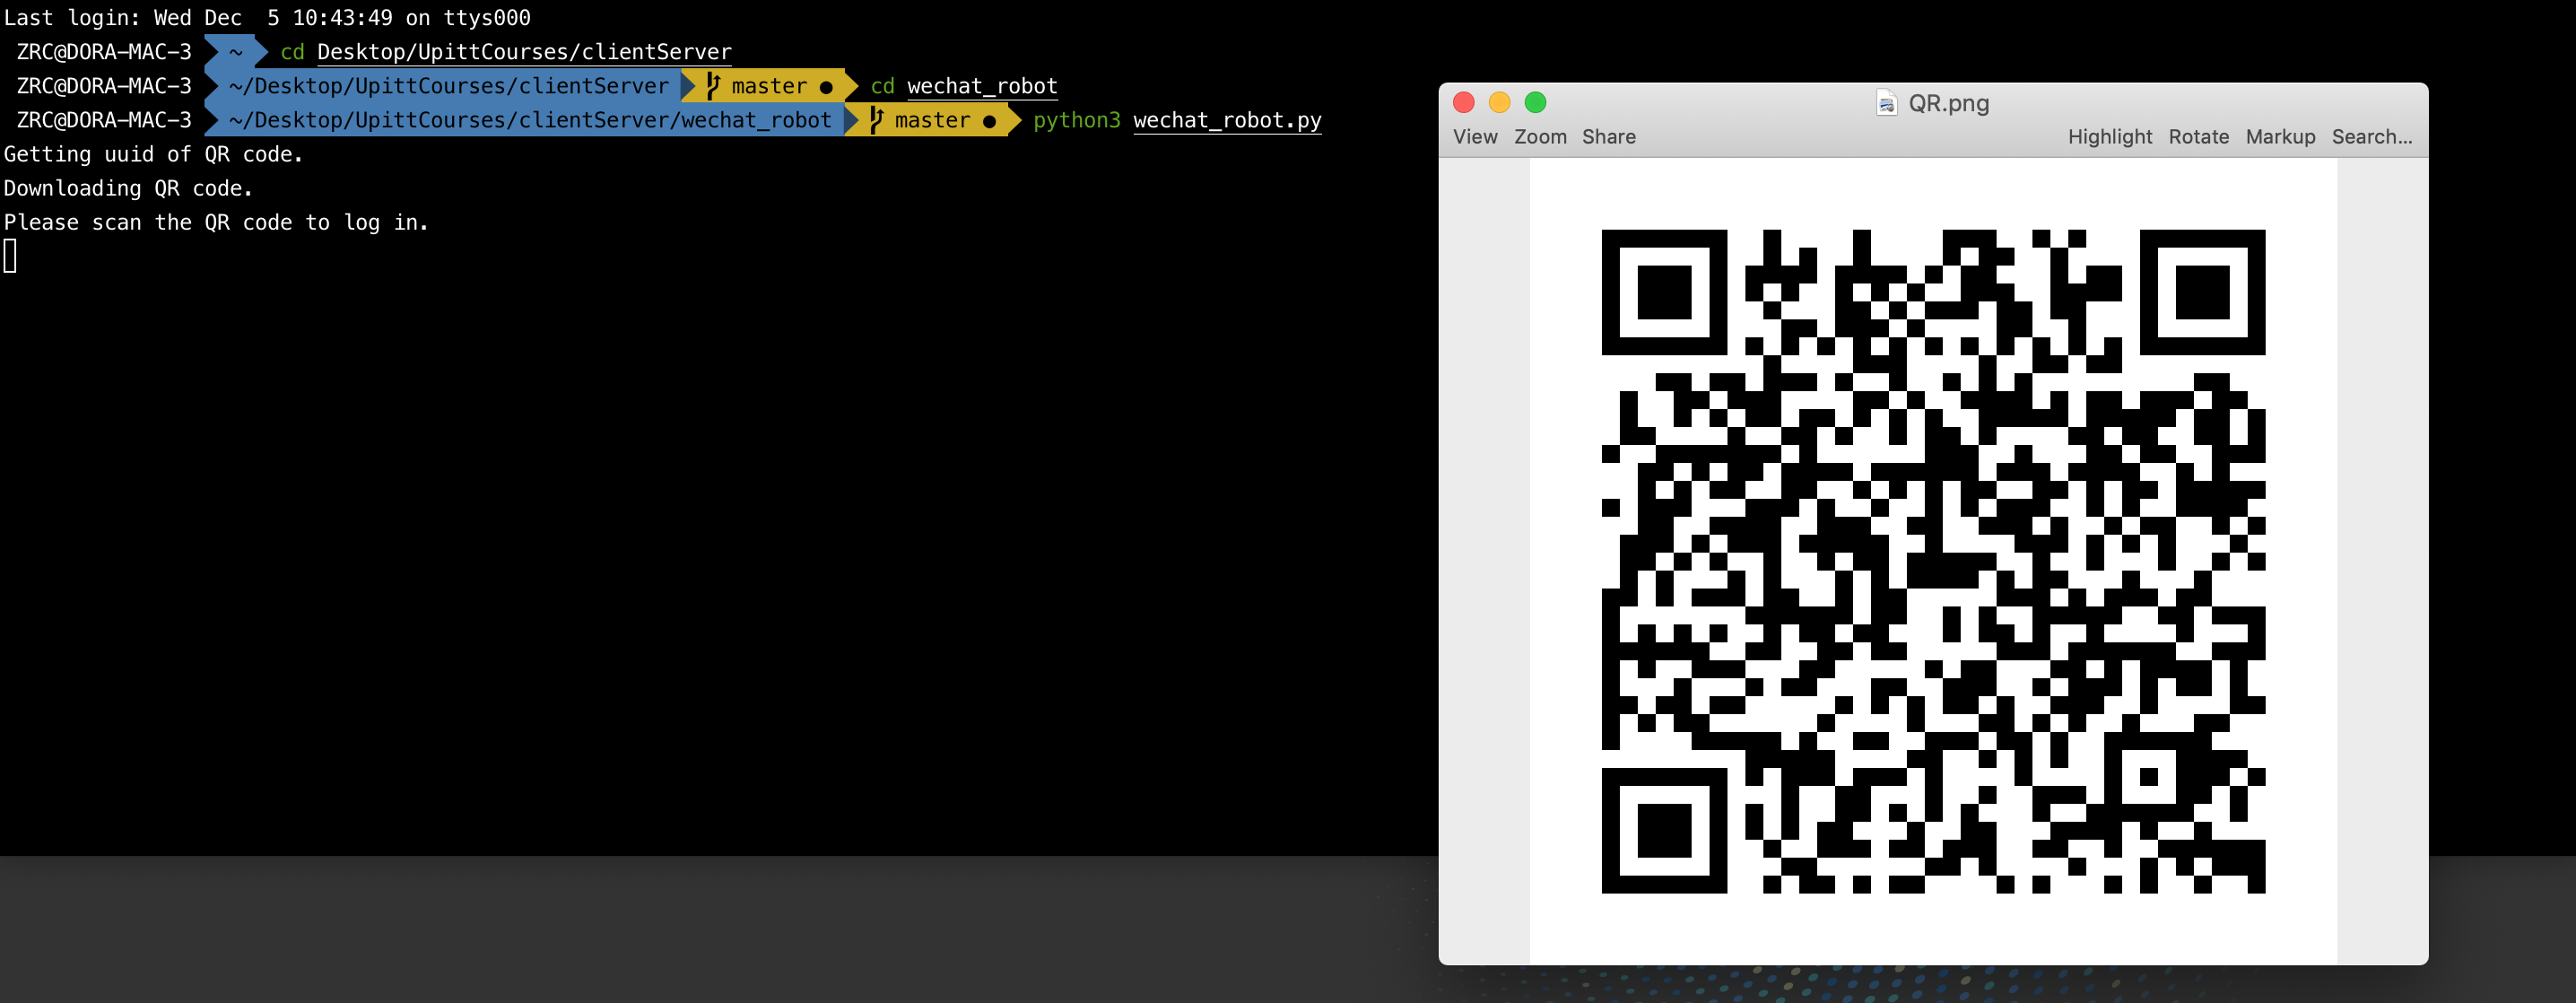 Last login: Wed Dec  5 10:43:49 on ttys000
ZRC@DORA-MAC-3 ~ cd Desktop/UpittCourses/clientServer
ZRC@DORA-MAC-3 ~/Desktop/UpittCourses/clientServer master ● cd wechat_robot
ZRC@DORA-MAC-3 ~/Desktop/UpittCourses/clientServer/wechat_robot master ● python3 wechat_robot.py
Getting uuid of QR code.
Downloading QR code.
Please scan the QR code to log in.
QR.png
View Zoom Share Highlight Rotate Markup Search...